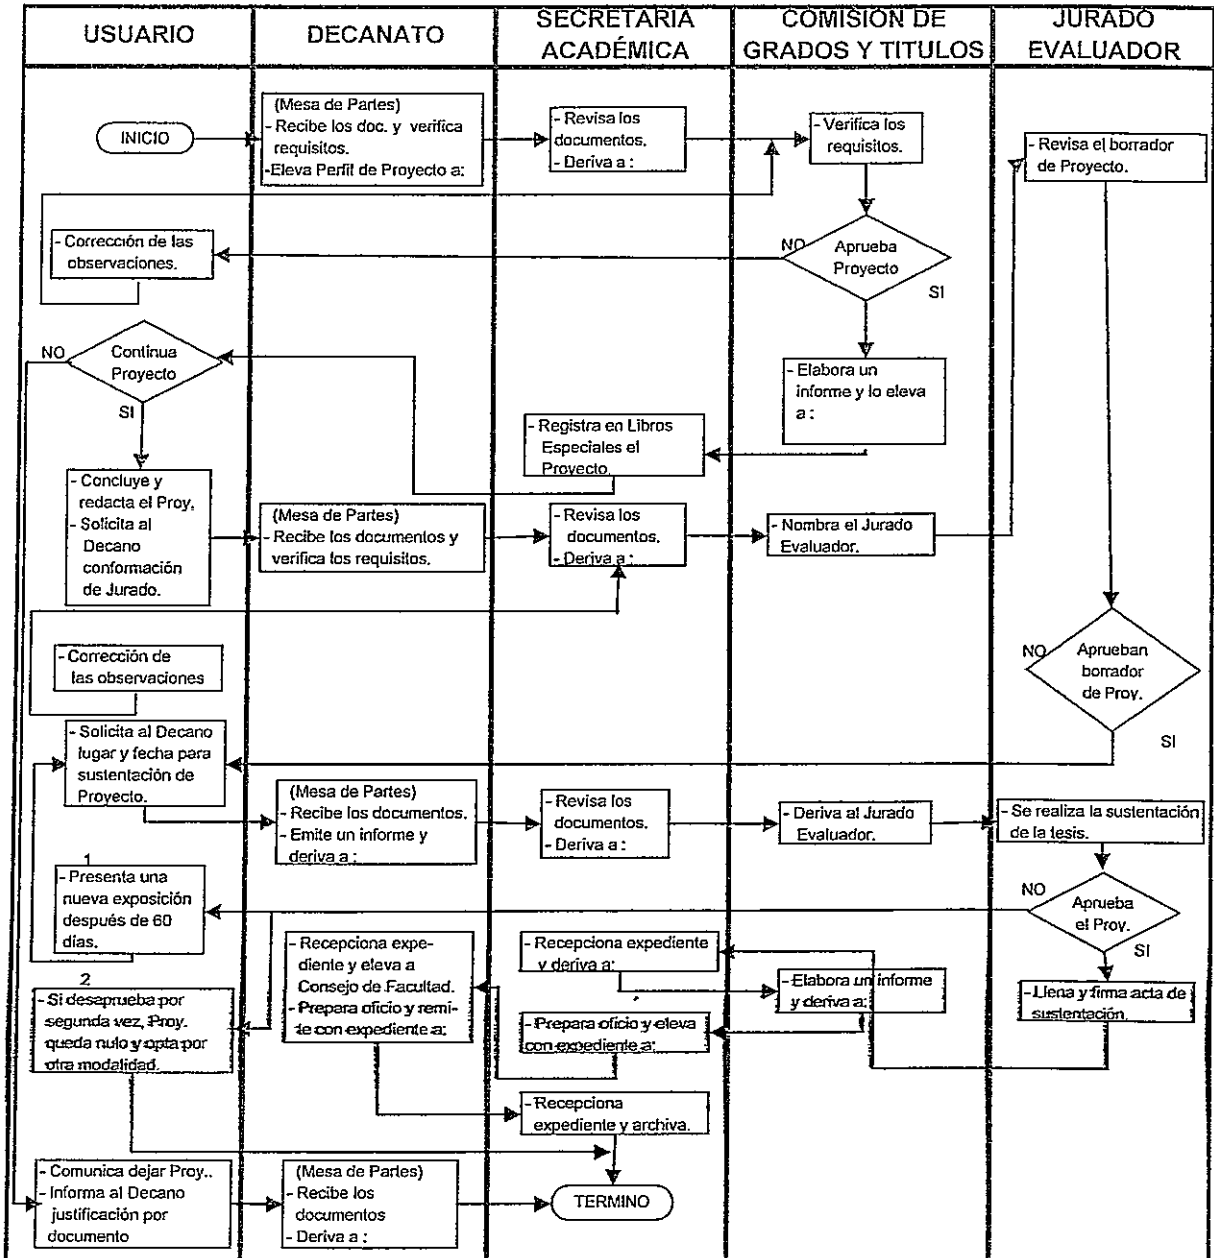 USUARIO
DECANATO
SECRETARIA
ACADÉMICA
COMISIÓN DE
GRADOS Y TITULOS
JURADO
EVALUADOR
INICIO
(Mesa de Partes)
- Recibe los doc. y verifica
requisitos.
-Eleva Perfil de Proyecto a:
- Revisa los
documentos.
- Deriva a :
- Verifica los
requisitos.
- Revisa el borrador
de Proyecto.
- Corrección de las
observaciones.
NO
Aprueba
Proyecto
SI
NO
Continua
Proyecto
SI
- Elabora un
informe y lo eleva
a :
- Registra en Libros
Especiales el
Proyecto.
- Concluye y
redacta el Proy.
- Solicita al
Decano
conformación
de Jurado.
(Mesa de Partes)
- Recibe los documentos y
verifica los requisitos.
- Revisa los
documentos.
- Deriva a :
- Nombra el Jurado
Evaluador.
- Corrección de
las observaciones
NO
Aprueban
borrador
de Proy.
SI
- Solicita al Decano
lugar y fecha para
sustentación de
Proyecto.
(Mesa de Partes)
- Recibe los documentos.
- Emite un informe y
deriva a :
- Revisa los
documentos.
- Deriva a :
- Deriva al Jurado
Evaluador.
- Se realiza la sustentación
de la tesis.
1
- Presenta una
nueva exposición
después de 60
días.
NO
Aprueba
el Proy.
SI
- Recepciona expe-
diente y eleva a
Consejo de Facultad.
- Prepara oficio y remi-
te con expediente a:
- Recepciona expediente
y deriva a:
- Elabora un informe
y deriva a:
- Llena y firma acta de
sustentación.
2
- Si desaprueba por
segunda vez, Proy.
queda nulo y opta por
otra modalidad.
- Prepara oficio y eleva
con expediente a:
- Recepciona
expediente y archiva.
- Comunica dejar Proy..
- Informa al Decano
justificación por
documento
(Mesa de Partes)
- Recibe los
documentos
- Deriva a :
TERMINO